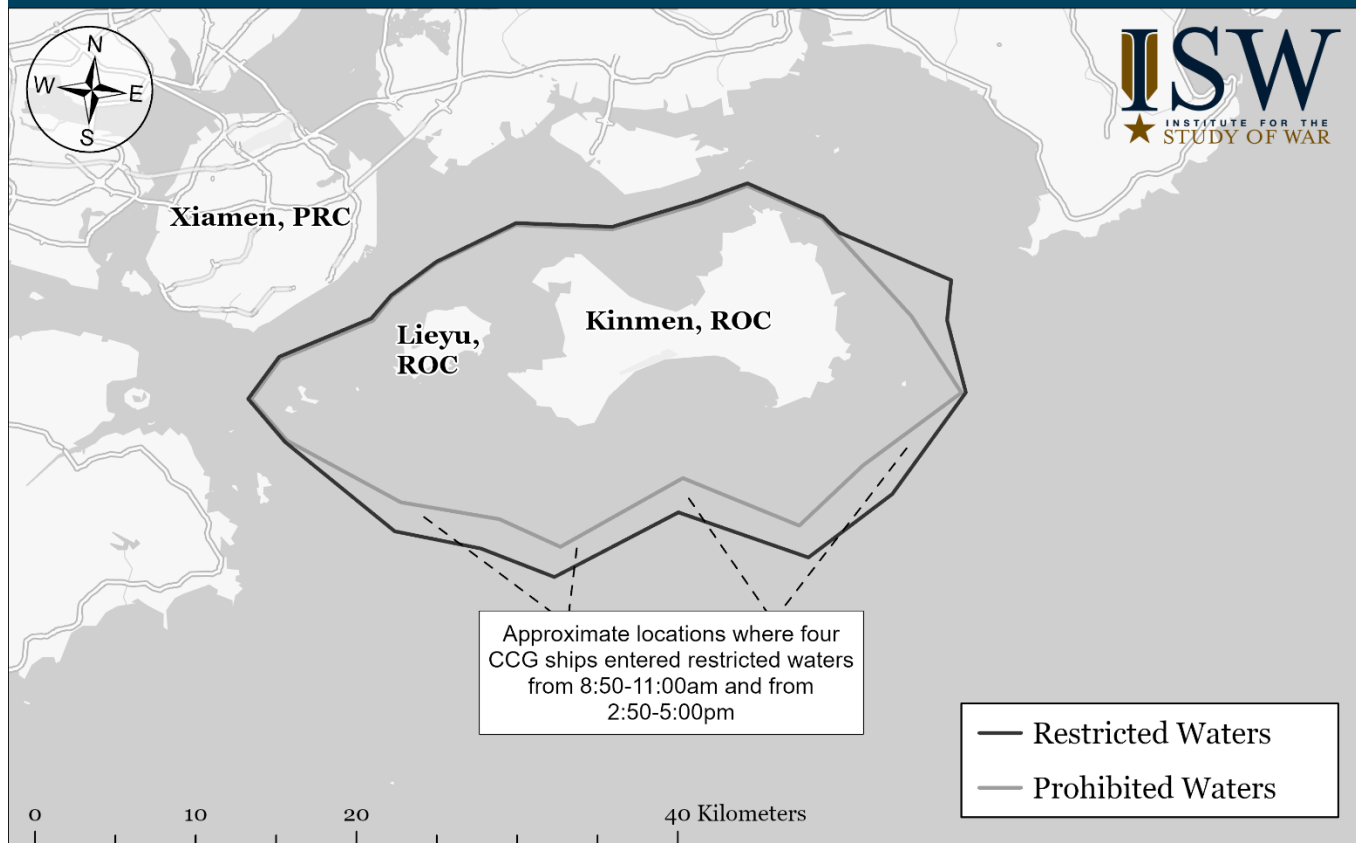 N
W
E
S
ISW
INSTITUTE FOR THE
STUDY OF WAR
Xiamen, PRC
Lieyu,
ROC
Kinmen, ROC
Approximate locations where four
CCG ships entered restricted waters
from 8:50-11:00am and from
2:50-5:00pm
Restricted Waters
Prohibited Waters
0 10 20 40 Kilometers